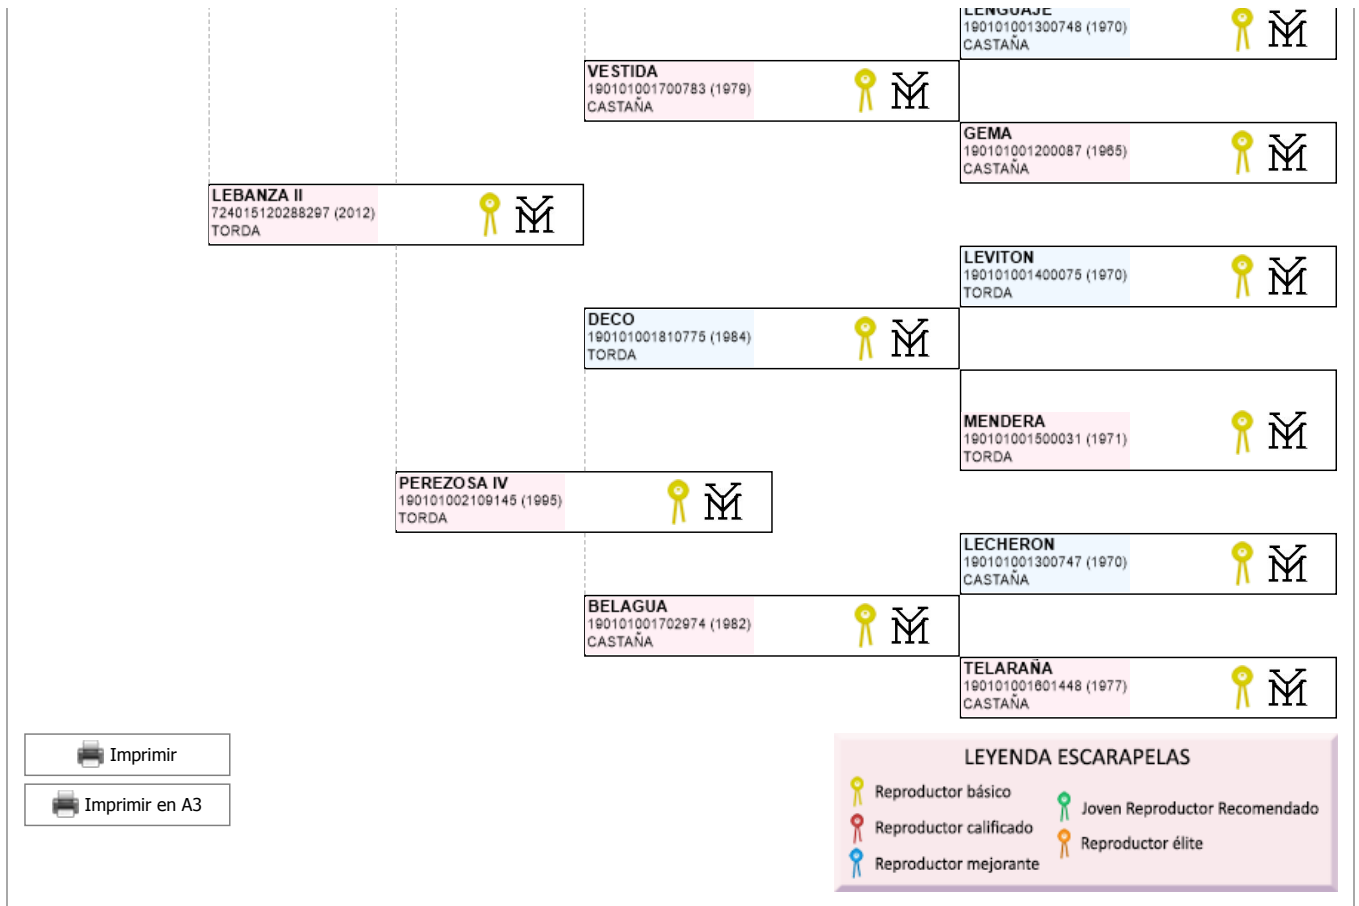 LENGUAJE
190101001300748 (1970)
CASTAÑA
VESTIDA
190101001700783 (1979)
CASTAÑA
GEMA
190101001200087 (1965)
CASTAÑA
LEBANZA II
724015120288297 (2012)
TORDA
LEVITON
190101001400075 (1970)
TORDA
DECO
190101001810775 (1984)
TORDA
MENDERA
190101001500031 (1971)
TORDA
PEREZOSA IV
190101002109145 (1995)
TORDA
LECHERON
190101001300747 (1970)
CASTAÑA
BELAGUA
190101001702974 (1982)
CASTAÑA
TELARAÑA
190101001601448 (1977)
CASTAÑA
Imprimir
Imprimir en A3
LEYENDA ESCARAPELAS
Reproductor básico
Reproductor calificado
Reproductor mejorante
Joven Reproductor Recomendado
Reproductor élite